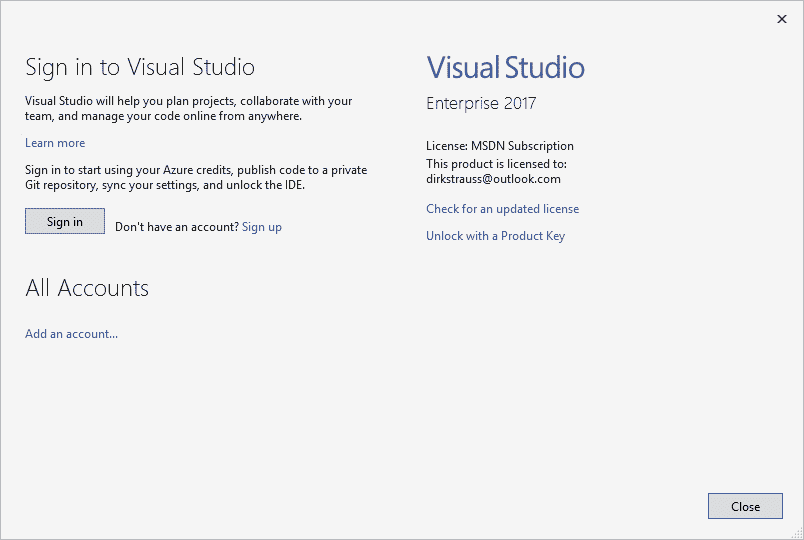 Sign in to Visual Studio
Visual Studio will help you plan projects, collaborate with your
team, and manage your code online from anywhere.
Learn more
Sign in to start using your Azure credits, publish code to a private
Git repository, sync your settings, and unlock the IDE.
Sign in
Don't have an account? Sign up
All Accounts
Add an account...
Visual Studio
Enterprise 2017
License: MSDN Subscription
This product is licensed to:
dirkstrauss@outlook.com
Check for an updated license
Unlock with a Product Key
Close